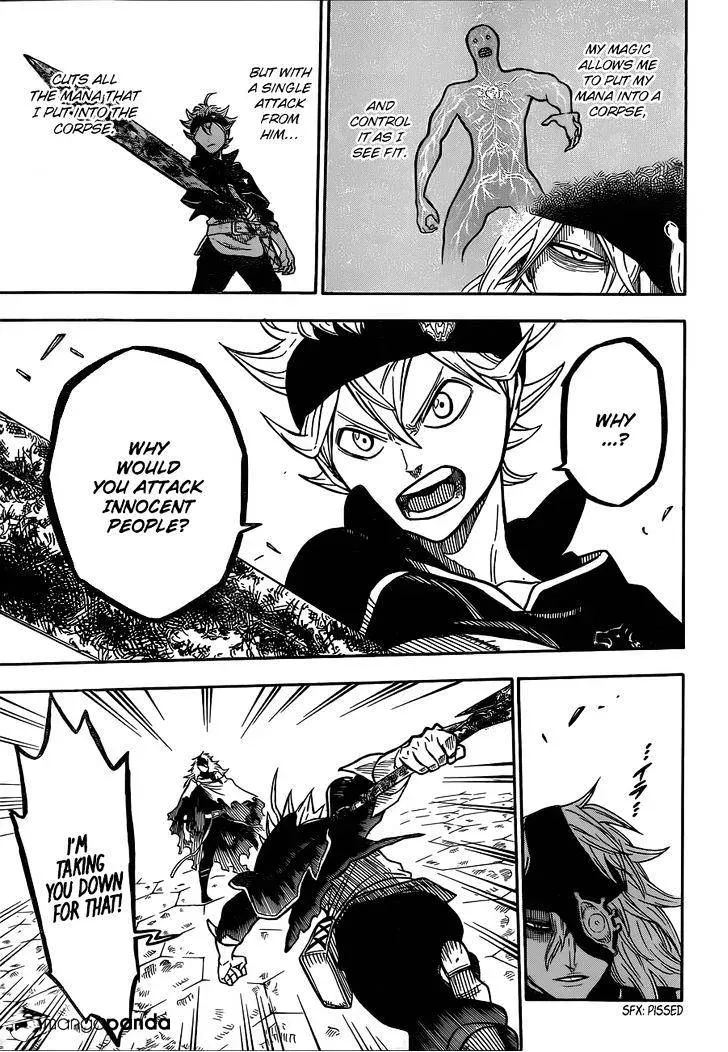 MY MAGIC
ALLOWS ME
TO PUT MY
MANA INTO A
CORPSE,
AND
CONTROL
IT AS I
SEE FIT.
BUT WITH
A SINGLE
ATTACK
FROM
HIM...
CUTS ALL
THE MANA THAT
I PUT INTO THE
CORPSE.
WHY
...?
WHY
WOULD
YOU ATTACK
INNOCENT
PEOPLE?
イラ
SFX: PISSED
I'M
TAKING
YOU DOWN
FOR THAT!
mangapanda